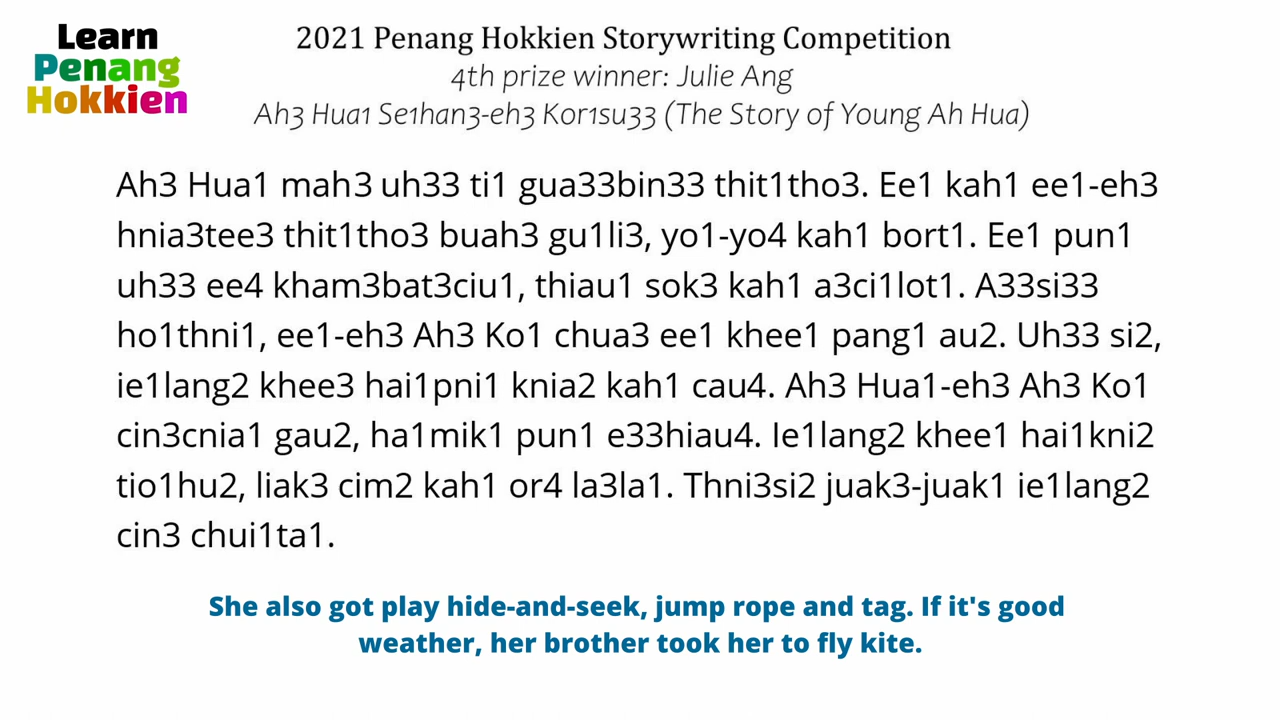 Learn
Penang
Hokkien
2021 Penang Hokkien Storywriting Competition
4th prize winner: Julie Ang
Ah3 Hua1 Se1han3-eh3 Kor1su33 (The Story of Young Ah Hua)
Ah3 Hua1 mah3 uh33 ti1 gua33bin33 thit1tho3. Ee1 kah1 ee1-eh3
hnia3tee3 thit1tho3 buah3 gu1li3, yo1-yo4 kah1 bort1. Ee1 pun1
uh33 ee4 kham3bat3ciu1, thiau1 sok3 kah1 a3ci1lot1. A33si33
ho1thni1, ee1-eh3 Ah3 Ko1 chua3 ee1 khee1 pang1 au2. Uh33 si2,
ie1lang2 khee3 hai1pni1 knia2 kah1 cau4. Ah3 Hua1-eh3 Ah3 Ko1
cin3cnia1 gau2, ha1mik1 pun1 e33hiau4. Ie1lang2 khee1 hai1kni2
tio1hu2, liak3 cim2 kah1 or4 la3la1. Thni3si2 juak3-juak1 ie1lang2
cin3 chui1ta1.
She also got play hide-and-seek, jump rope and tag. If it's good
weather, her brother took her to fly kite.